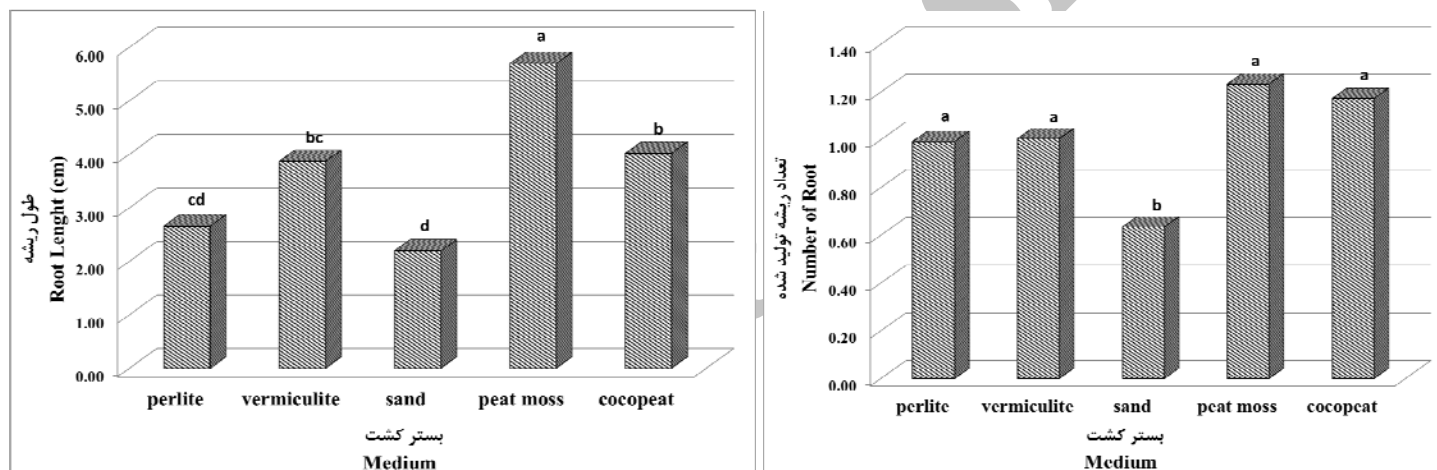 طول ریشه
Root Lenght (cm)
6.00
5.00
4.00
3.00
2.00
1.00
0.00
cd
bc
d
a
b
perlite vermiculite sand peat moss cocopeat
بستر کشت
Medium
تعداد ریشه تولید شده
Number of Root
1.40
1.20
1.00
0.80
0.60
0.40
0.20
0.00
a
a
b
a
a
perlite vermiculite sand peat moss cocopeat
بستر کشت
Medium